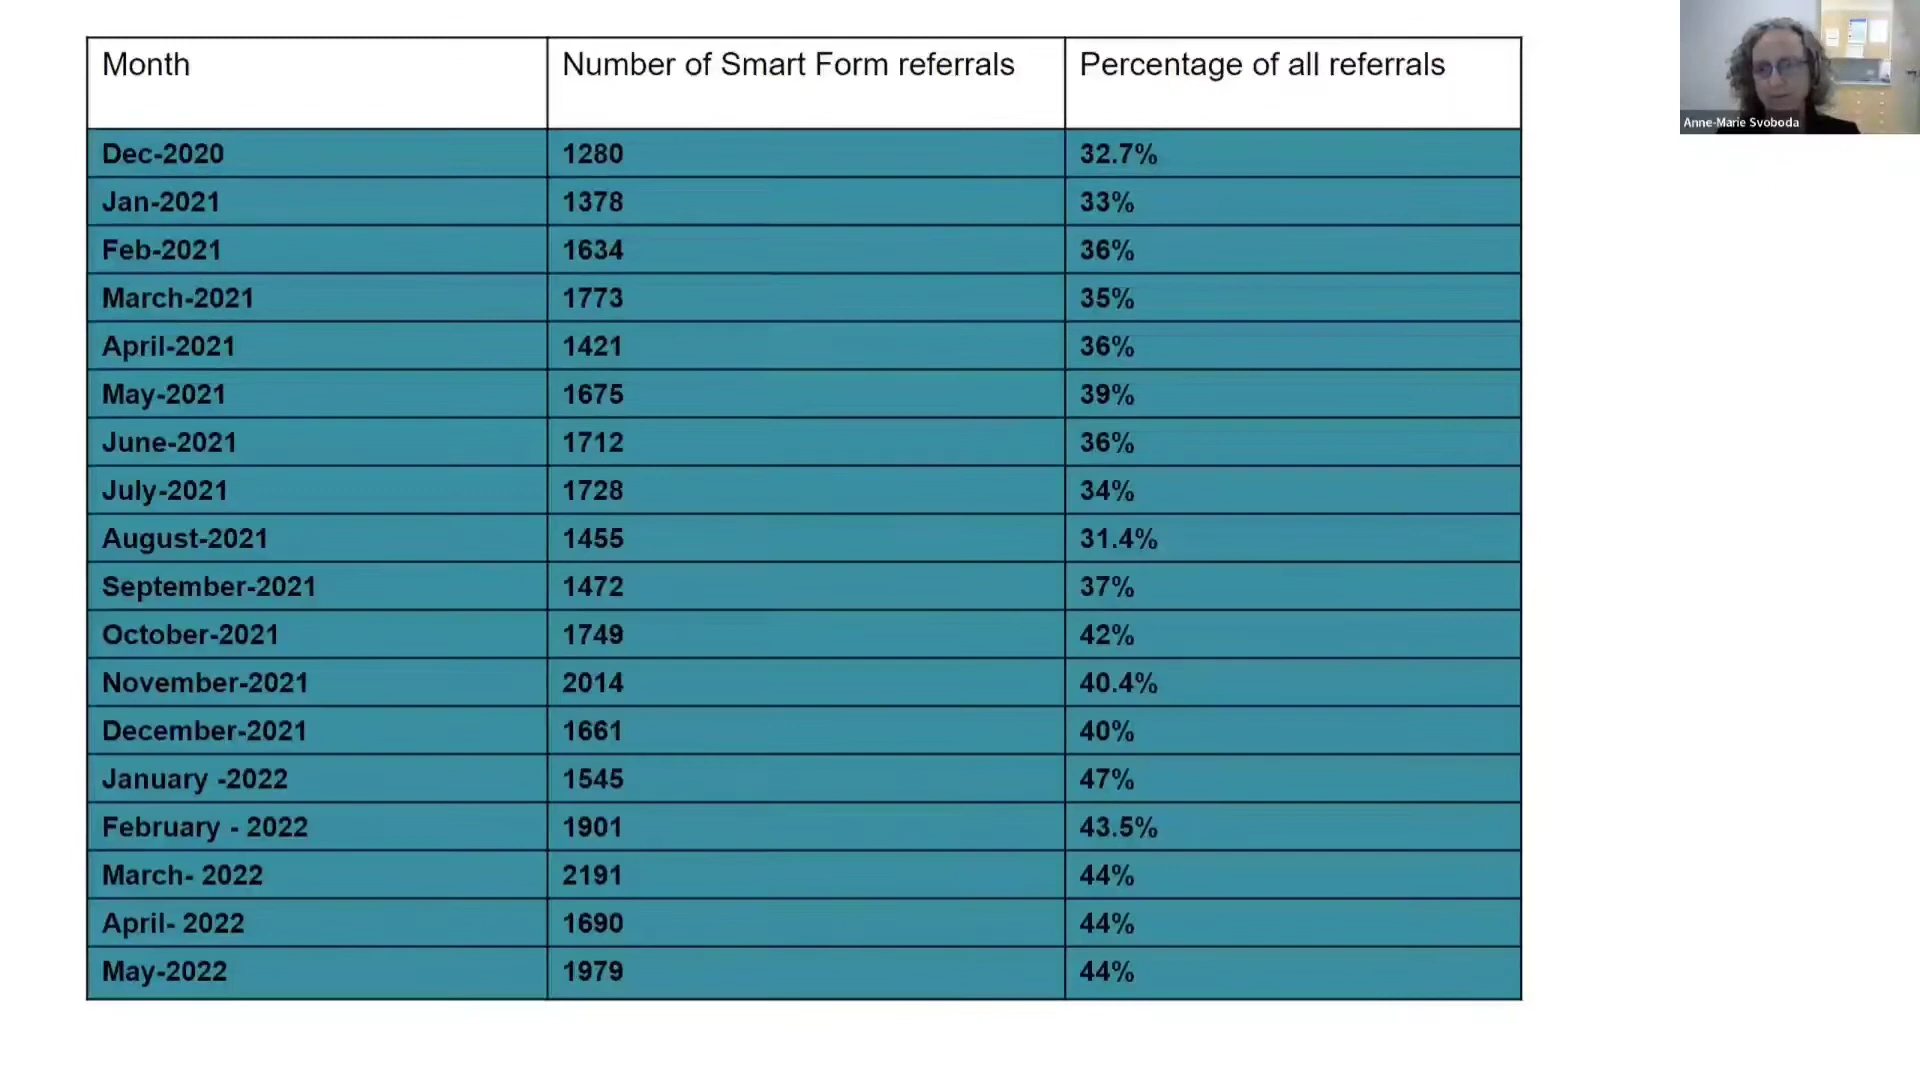 Month Number of Smart Form referrals Percentage of all referrals
Dec-2020 1280 32.7%
Jan-2021 1378 33%
Feb-2021 1634 36%
March-2021 1773 35%
April-2021 1421 36%
May-2021 1675 39%
June-2021 1712 36%
July-2021 1728 34%
August-2021 1455 31.4%
September-2021 1472 37%
October-2021 1749 42%
November-2021 2014 40.4%
December-2021 1661 40%
January -2022 1545 47%
February - 2022 1901 43.5%
March- 2022 2191 44%
April- 2022 1690 44%
May-2022 1979 44%
Anne-Marie Svoboda